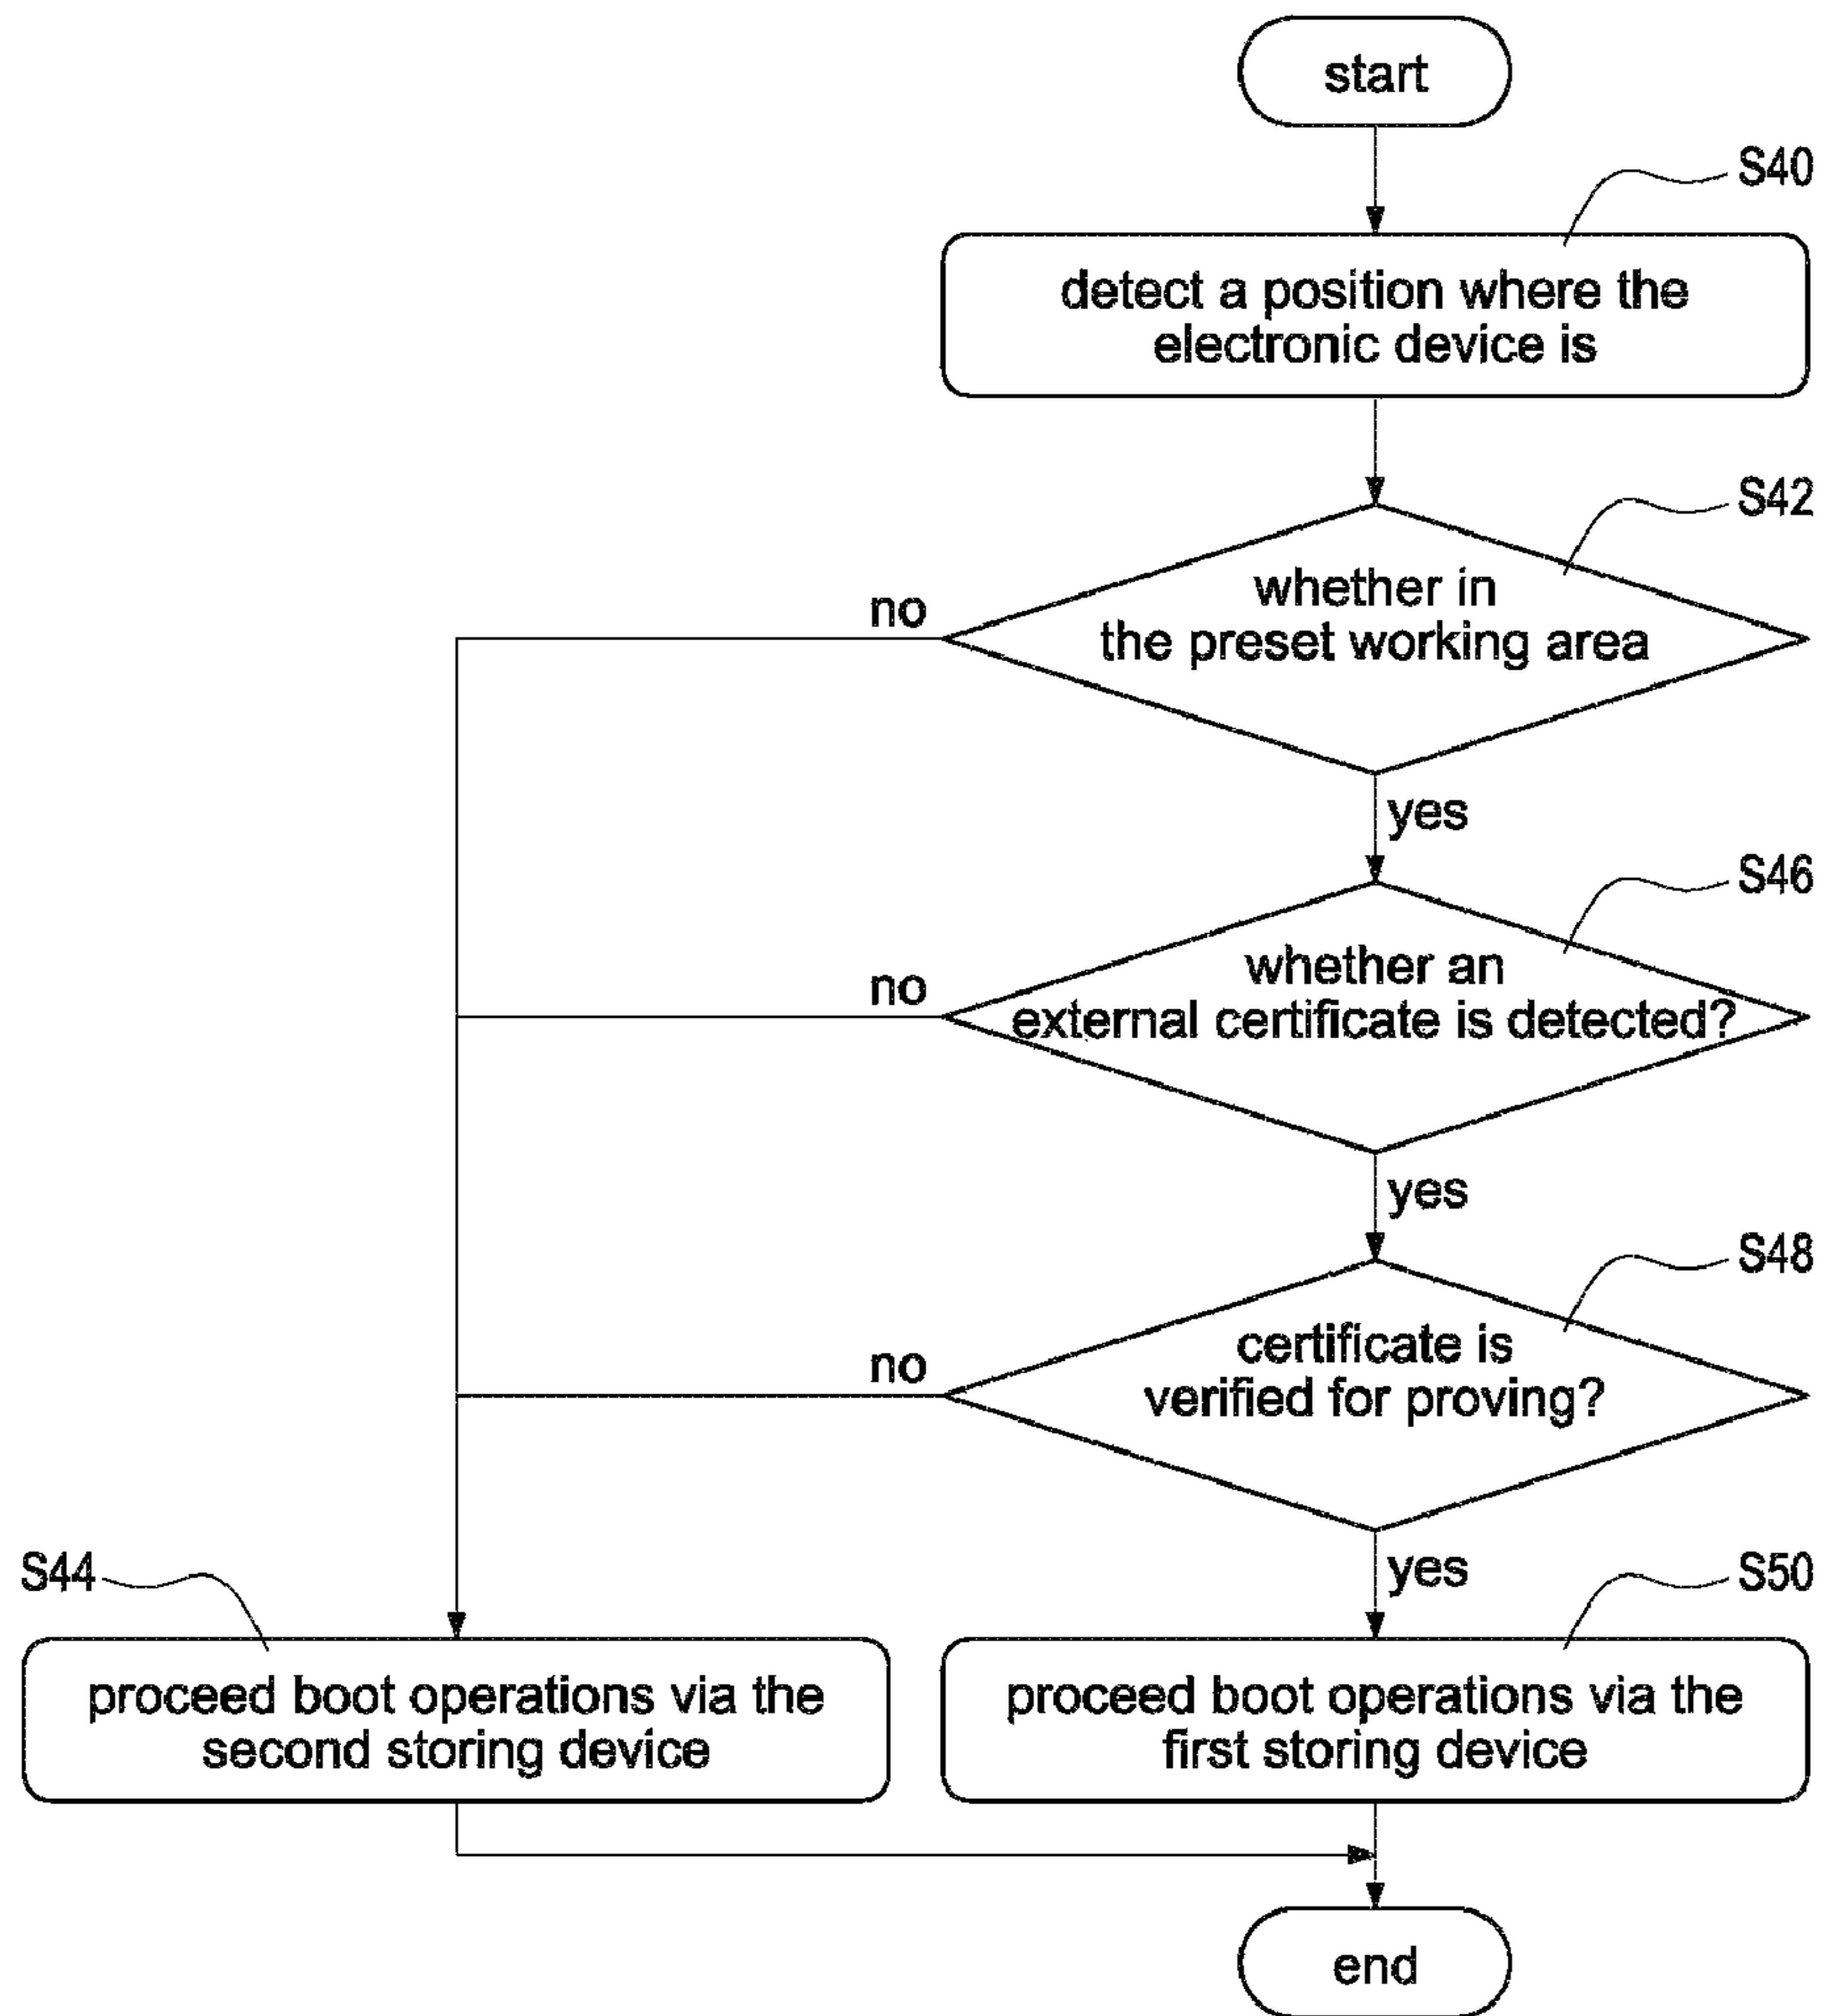 start
S40
detect a position where the
electronic device is
S42
whether in
the preset working area
no
yes
S46
whether an
external certificate is detected?
no
yes
S48
certificate is
verified for proving?
no
yes
S44
S50
proceed boot operations via the
second storing device
proceed boot operations via the
first storing device
end